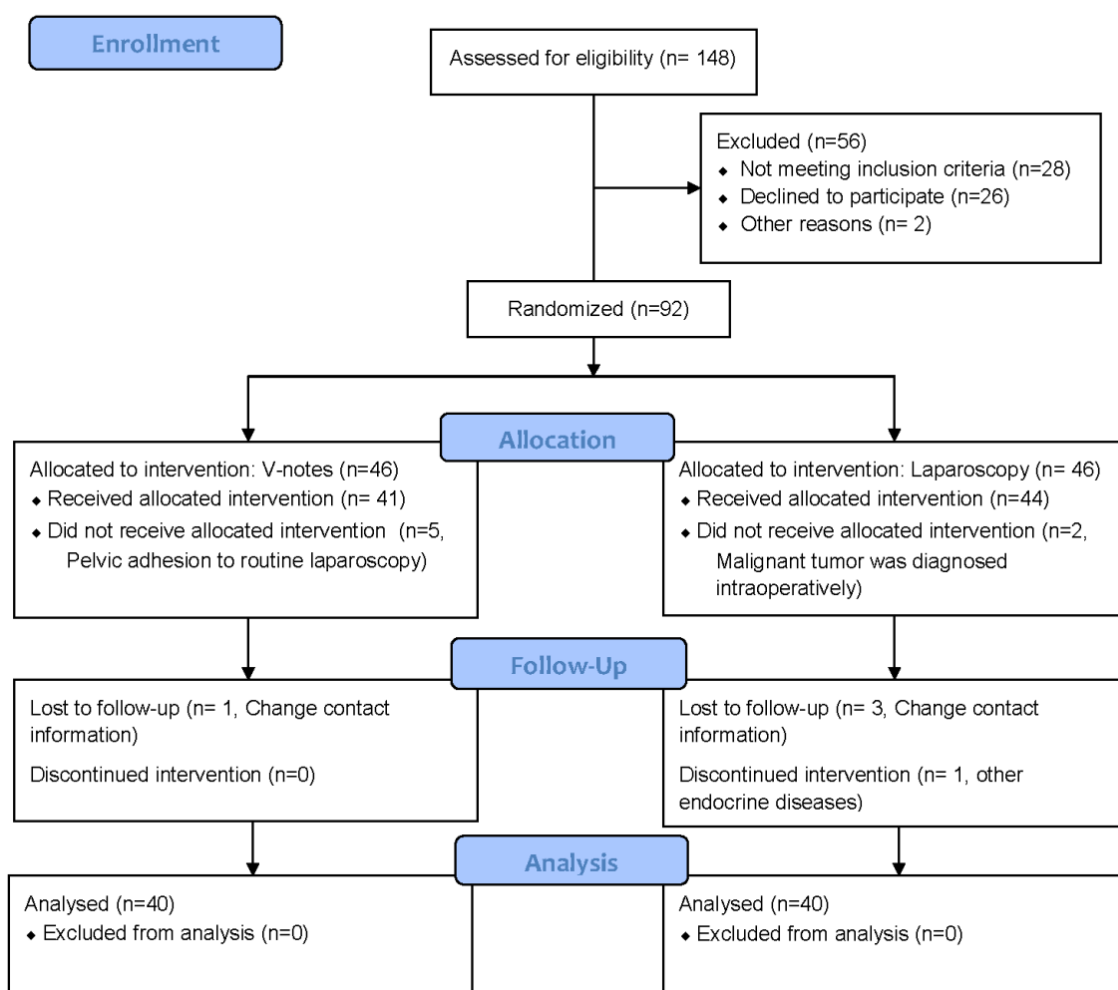 Enrollment
Assessed for eligibility (n= 148)
Excluded (n=56)
◆ Not meeting inclusion criteria (n=28)
◆ Declined to participate (n=26)
◆ Other reasons (n= 2)
Randomized (n=92)
Allocation
Allocated to intervention: V-notes (n=46)
◆ Received allocated intervention (n= 41)
◆ Did not receive allocated intervention (n=5,
Pelvic adhesion to routine laparoscopy)
Allocated to intervention: Laparoscopy (n= 46)
◆ Received allocated intervention (n=44)
◆ Did not receive allocated intervention (n=2,
Malignant tumor was diagnosed
intraoperatively)
Follow-Up
Lost to follow-up (n= 1, Change contact
information)
Discontinued intervention (n=0)
Lost to follow-up (n= 3, Change contact
information)
Discontinued intervention (n= 1, other
endocrine diseases)
Analysis
Analysed (n=40)
◆ Excluded from analysis (n=0)
Analysed (n=40)
◆ Excluded from analysis (n=0)